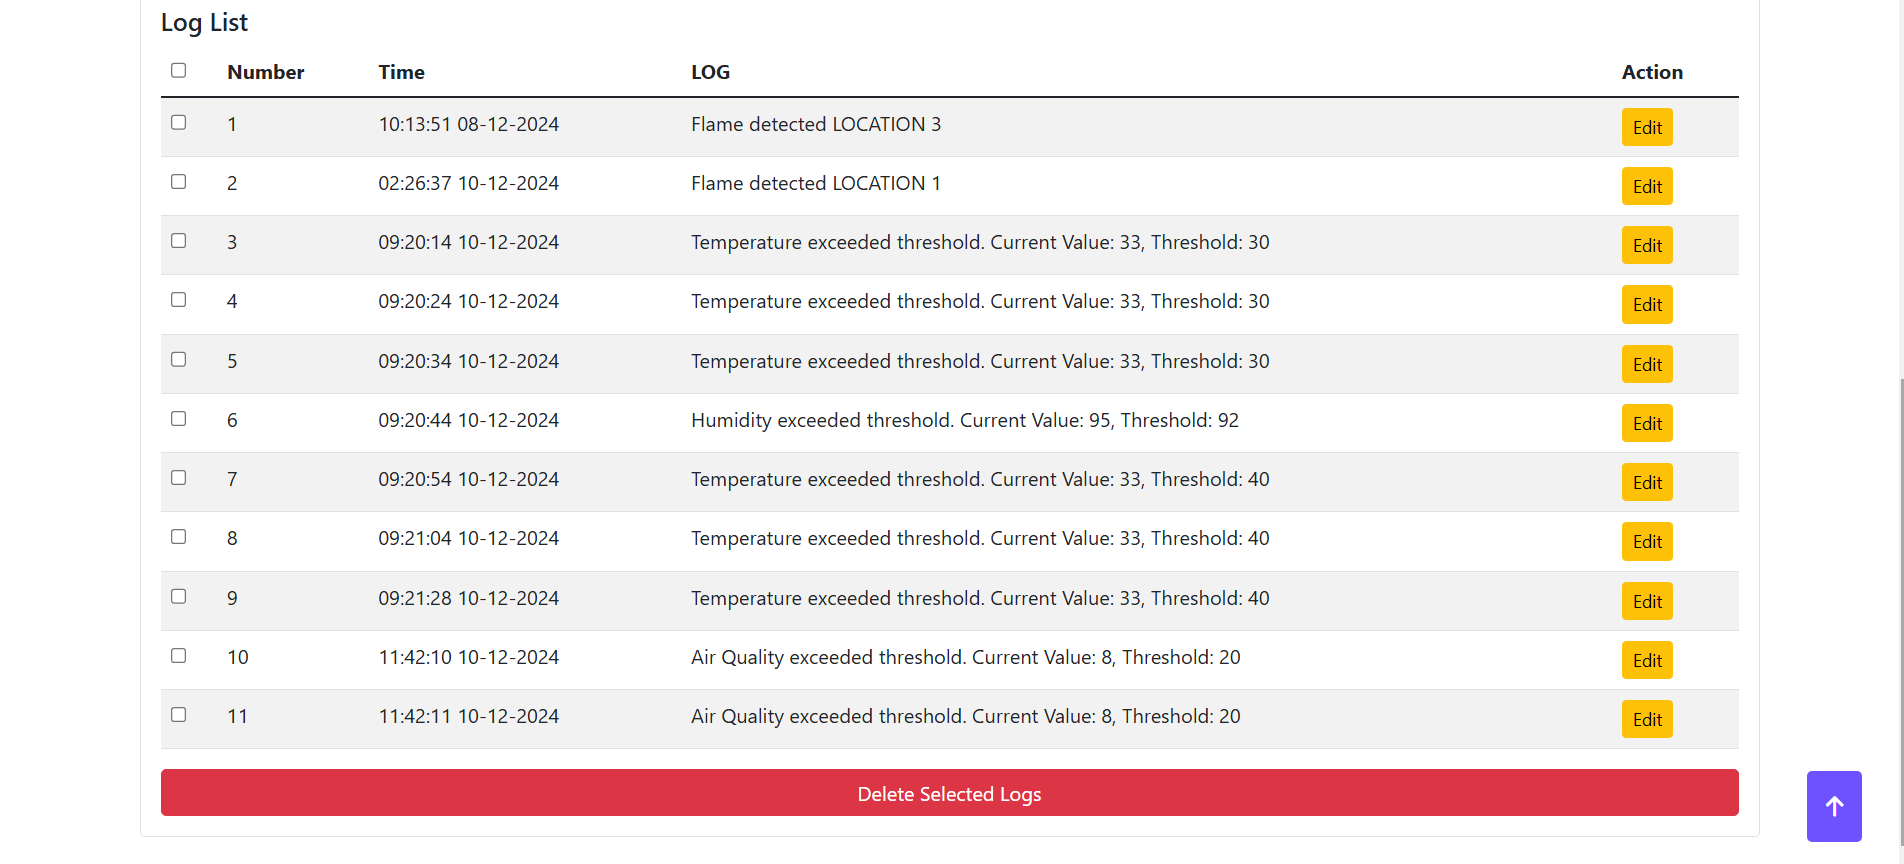 Log List
Number Time LOG Action
1 10:13:51 08-12-2024 Flame detected LOCATION 3 Edit
2 02:26:37 10-12-2024 Flame detected LOCATION 1 Edit
3 09:20:14 10-12-2024 Temperature exceeded threshold. Current Value: 33, Threshold: 30 Edit
4 09:20:24 10-12-2024 Temperature exceeded threshold. Current Value: 33, Threshold: 30 Edit
5 09:20:34 10-12-2024 Temperature exceeded threshold. Current Value: 33, Threshold: 30 Edit
6 09:20:44 10-12-2024 Humidity exceeded threshold. Current Value: 95, Threshold: 92 Edit
7 09:20:54 10-12-2024 Temperature exceeded threshold. Current Value: 33, Threshold: 40 Edit
8 09:21:04 10-12-2024 Temperature exceeded threshold. Current Value: 33, Threshold: 40 Edit
9 09:21:28 10-12-2024 Temperature exceeded threshold. Current Value: 33, Threshold: 40 Edit
10 11:42:10 10-12-2024 Air Quality exceeded threshold. Current Value: 8, Threshold: 20 Edit
11 11:42:11 10-12-2024 Air Quality exceeded threshold. Current Value: 8, Threshold: 20 Edit
Delete Selected Logs